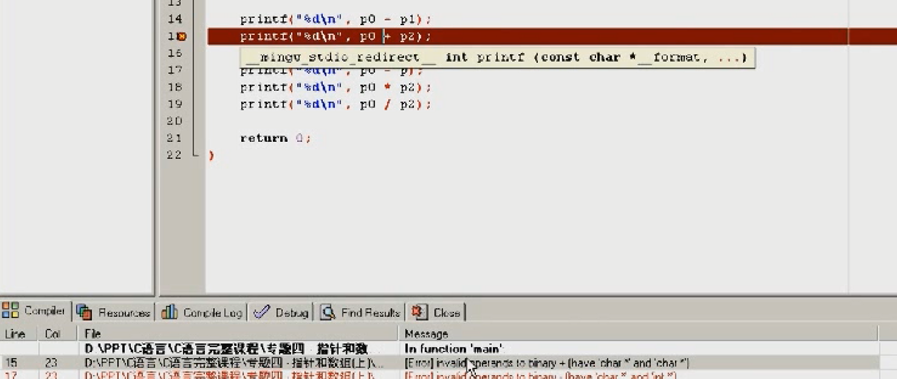 13
14 printf("%d\n", p0 - p1);
printf("%d\n", p0 + p2);
16 __mingw_stdio_redirect__ int printf (const char *__format, ...)
17 printf("%d\n", p0 - p);
18 printf("%d\n", p0 * p2);
19 printf("%d\n", p0 / p2);
20
21 return 0;
22 }
Compiler Resources Compile Log Debug Find Results Close
Line Col File Message
D:\PPT\C语言\C语言完整课程\专题四 - 指针和数 In function 'main'
15 23 D:\PPT\C语言\C语言完整课程\专题四 - 指针和数组(上)\... [Error] invalid operands to binary + (have 'char *' and 'char *')
17 23 D:\PPT\C语言\C语言完整课程\专题四 - 指针和数组(上)\... [Error] invalid operands to binary - (have 'char *' and 'int *')